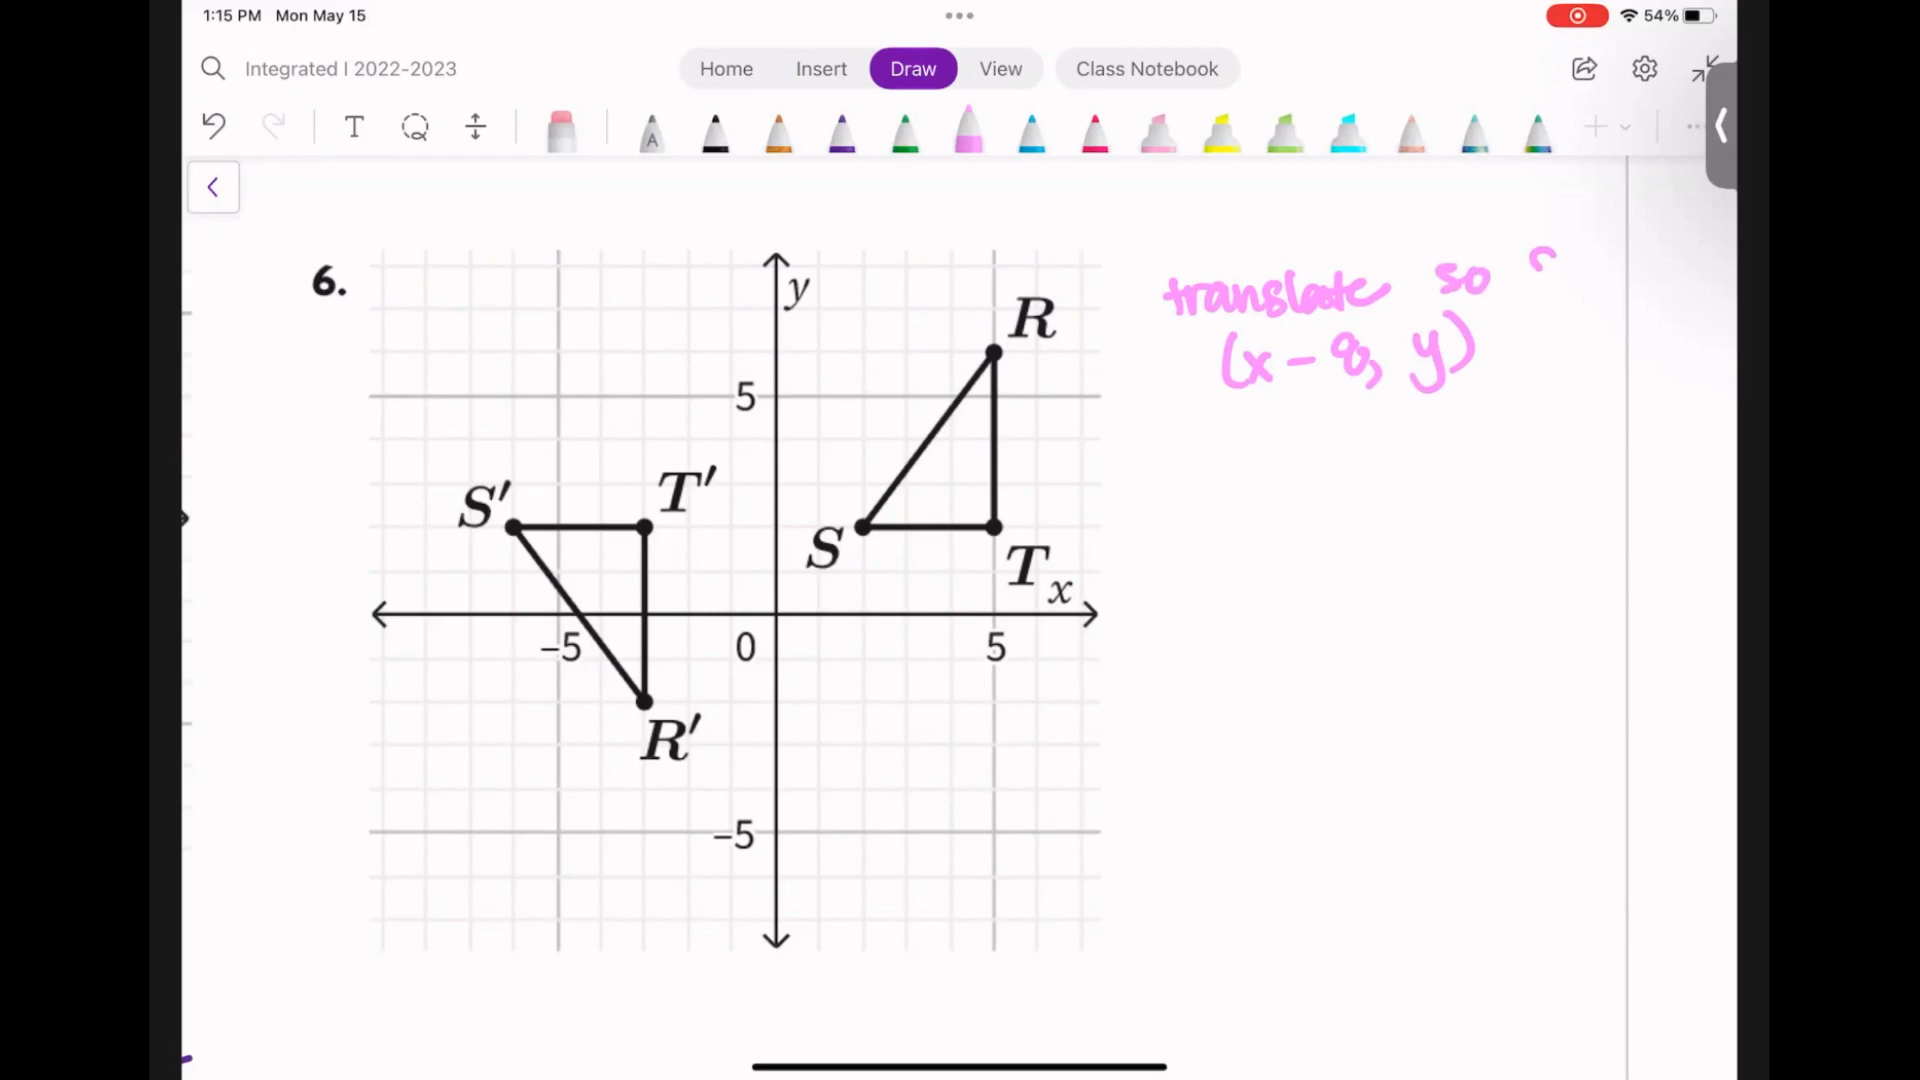 1:15 PM Mon May 15
54%
Integrated I 2022-2023
Home Insert Draw View Class Notebook
T
A
6.
y
R
translate so
(x - 8, y)
5
S′
T′
S
T
x
-5
0
5
R′
-5